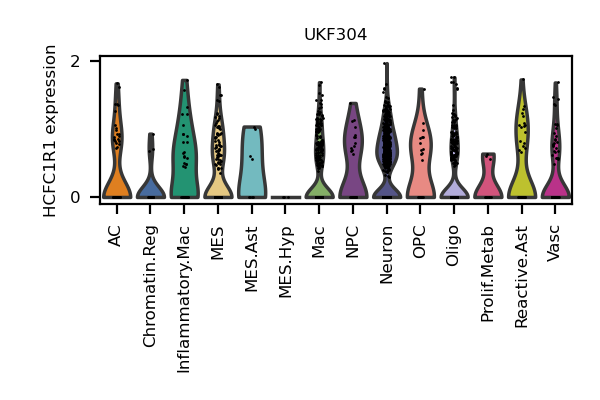 UKF304
HCFC1R1 expression
2
0
AC
Chromatin.Reg
Inflammatory.Mac
MES
MES.Ast
MES.Hyp
Mac
NPC
Neuron
OPC
Oligo
Prolif.Metab
Reactive.Ast
Vasc